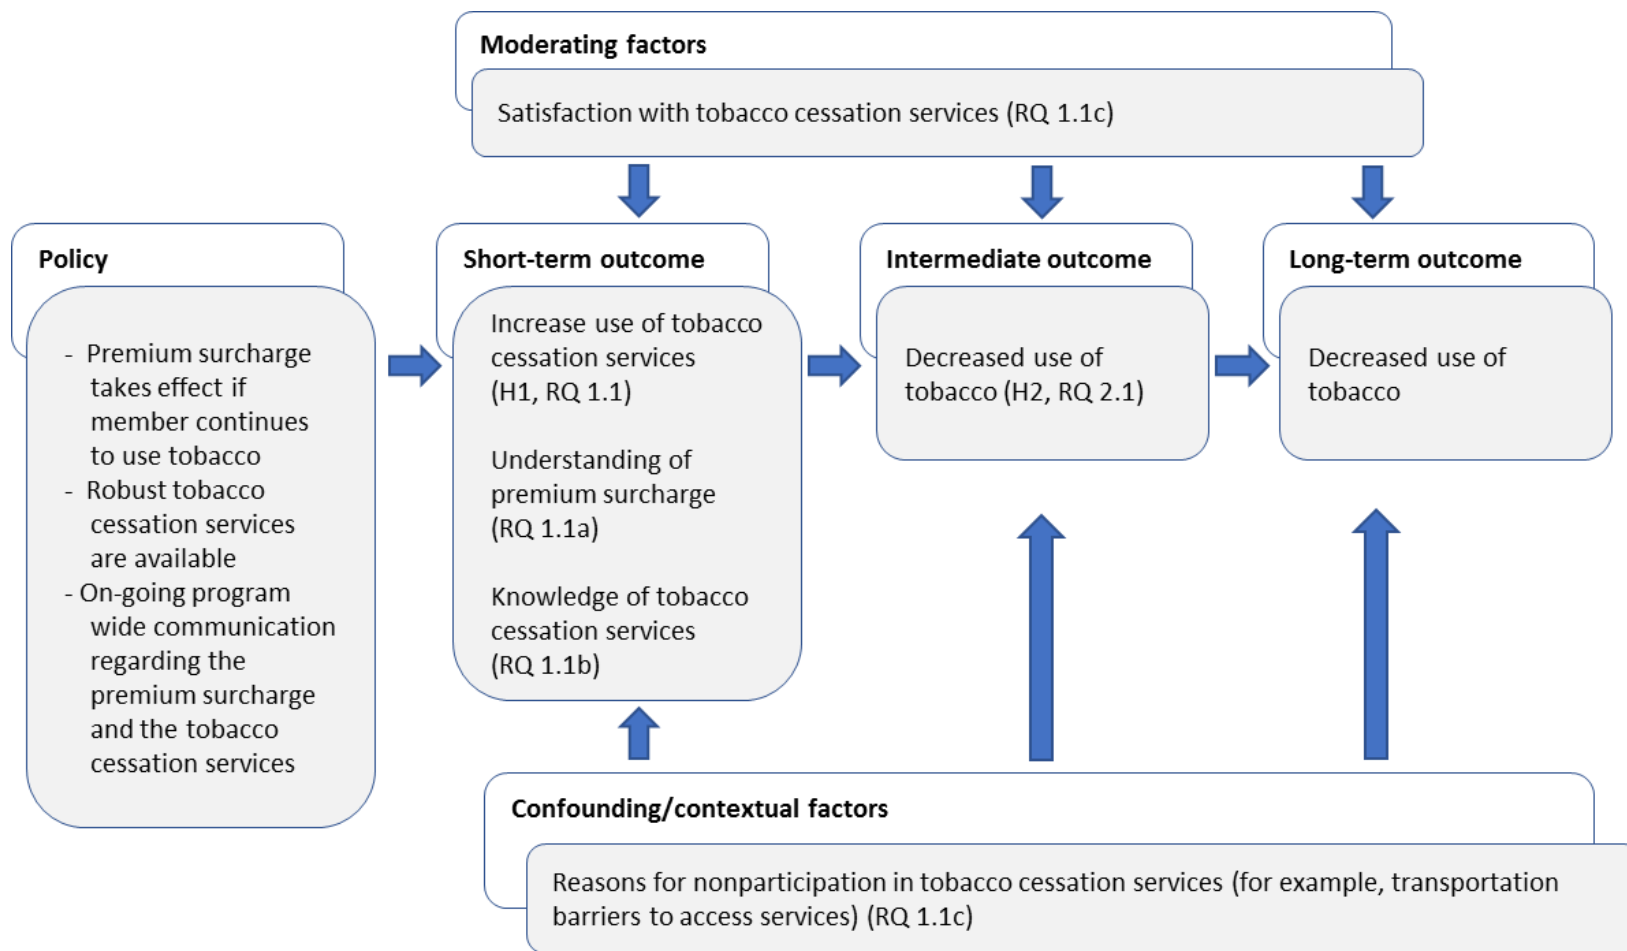 Moderating factors
Satisfaction with tobacco cessation services (RQ 1.1c)
Policy
- Premium surcharge
takes effect if
member continues
to use tobacco
- Robust tobacco
cessation services
are available
- On-going program
wide communication
regarding the
premium surcharge
and the tobacco
cessation services
Short-term outcome
Increase use of tobacco
cessation services
(H1, RQ 1.1)
Understanding of
premium surcharge
(RQ 1.1a)
Knowledge of tobacco
cessation services
(RQ 1.1b)
Intermediate outcome
Decreased use of
tobacco (H2, RQ 2.1)
Long-term outcome
Decreased use of
tobacco
Confounding/contextual factors
Reasons for nonparticipation in tobacco cessation services (for example, transportation
barriers to access services) (RQ 1.1c)